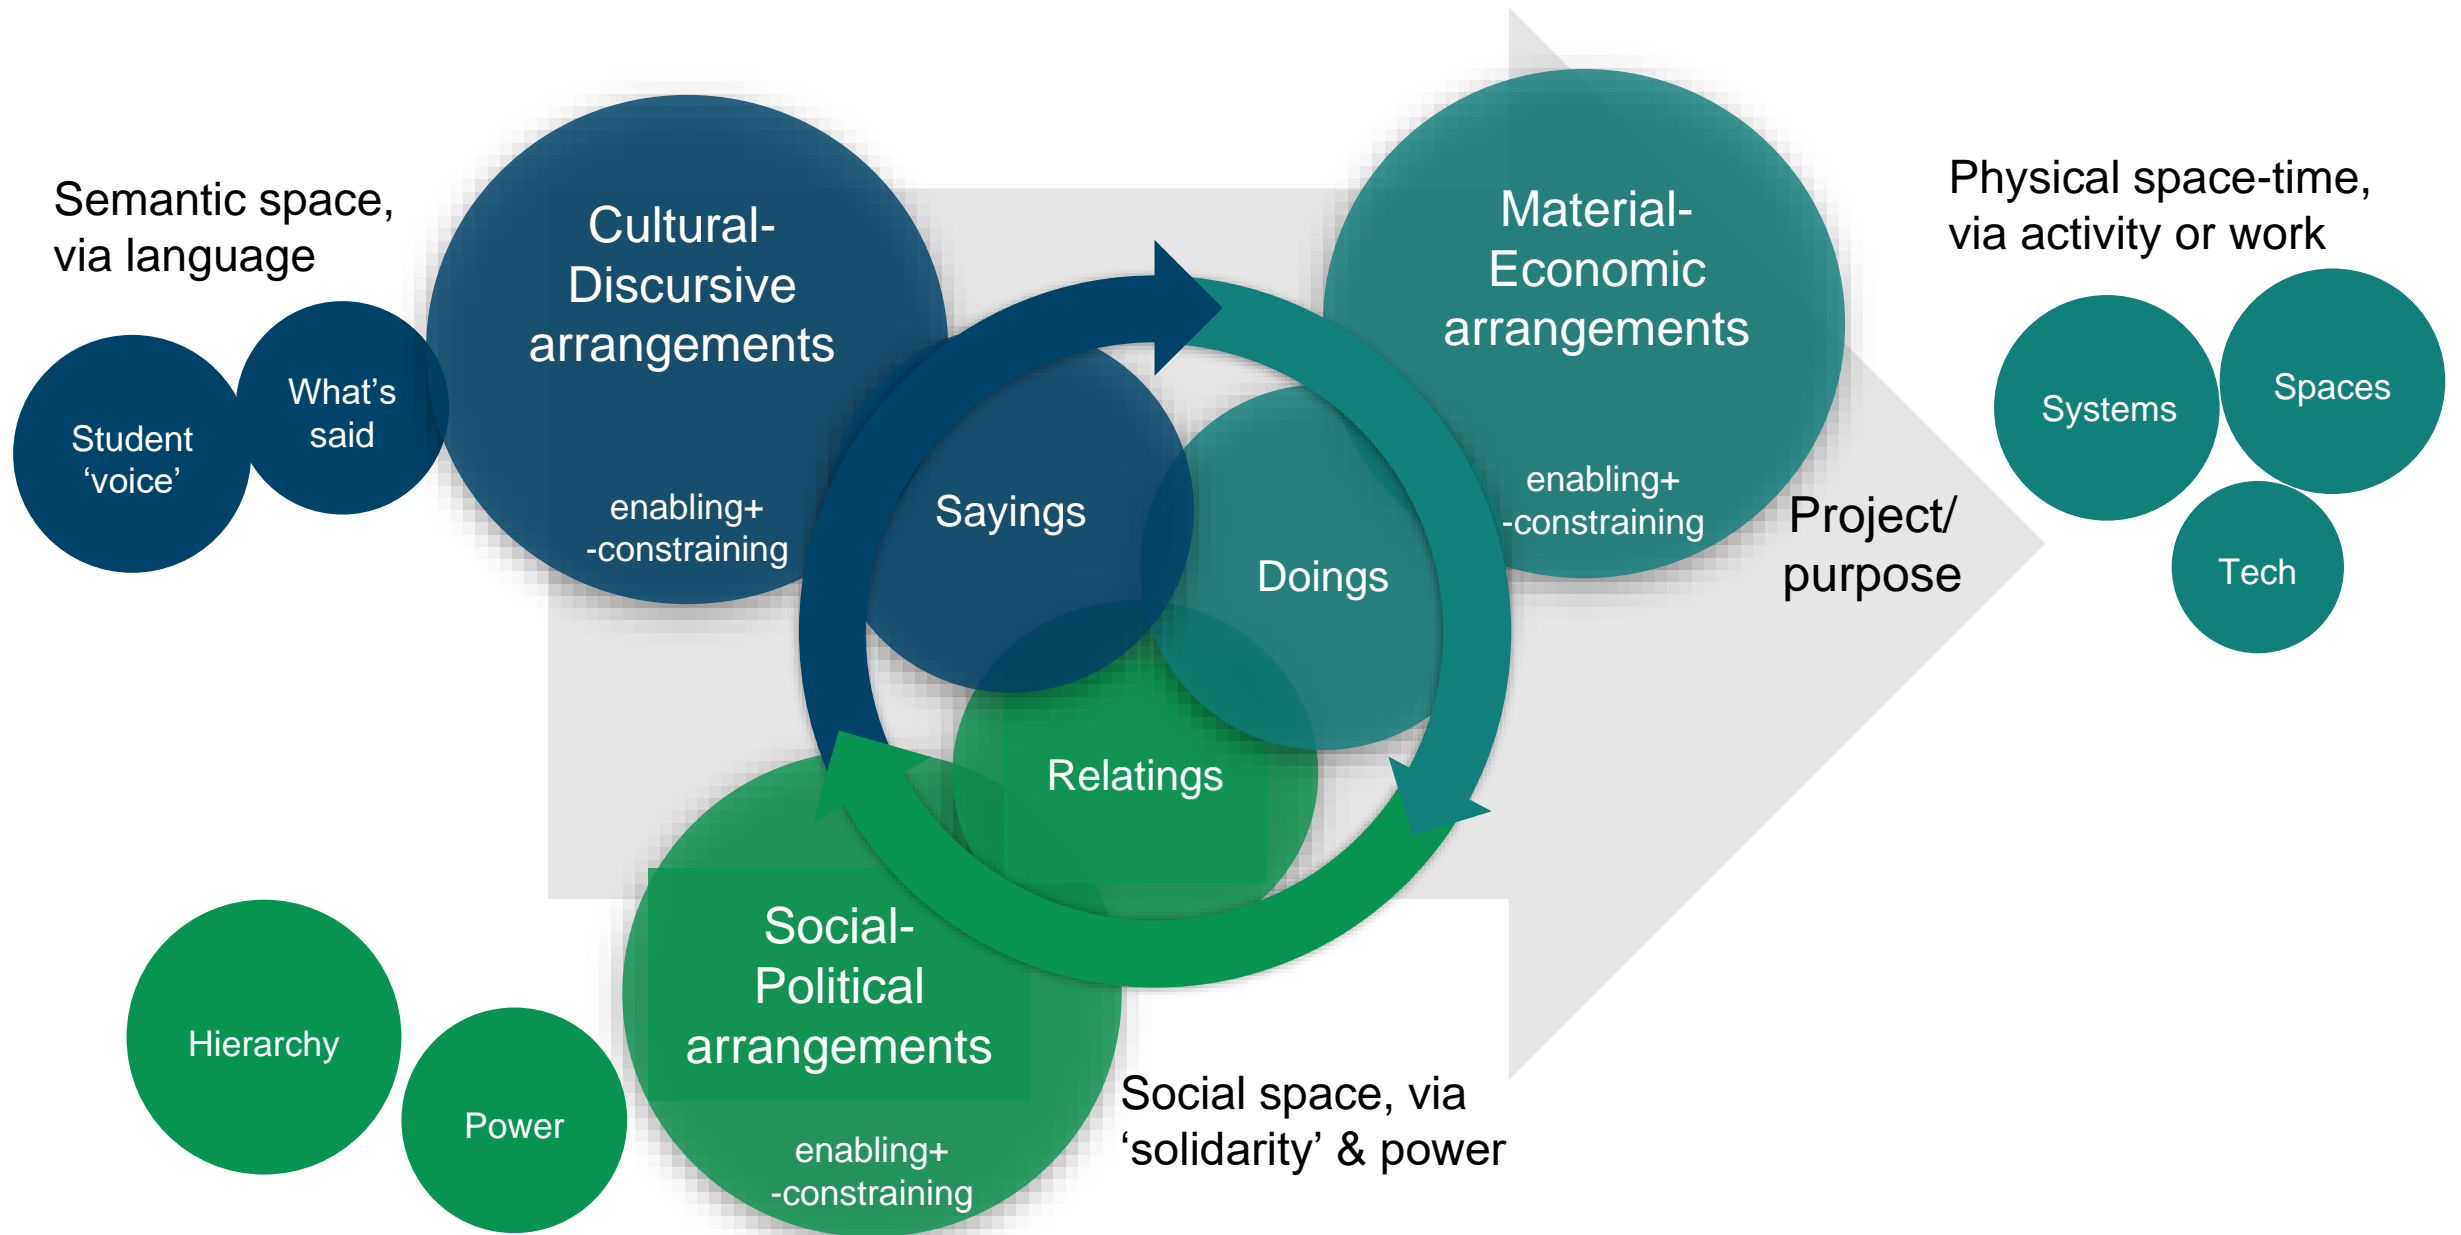 Semantic space,
via language
Student
‘voice’
What’s
said
Cultural-
Discursive
arrangements
enabling+
-constraining
Sayings
Material-
Economic
arrangements
enabling+
-constraining
Doings
Project/
purpose
Physical space-time,
via activity or work
Systems
Spaces
Tech
Relatings
Social-
Political
arrangements
enabling+
-constraining
Hierarchy
Power
Social space, via
‘solidarity’ & power